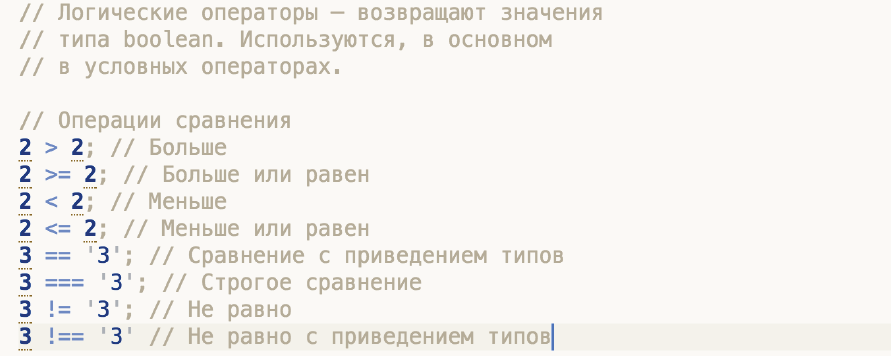 // Логические операторы – возвращают значения
// типа boolean. Используются, в основном
// в условных операторах.
// Операции сравнения
2 > 2; // Больше
2 >= 2; // Больше или равен
2 < 2; // Меньше
2 <= 2; // Меньше или равен
3 == '3'; // Сравнение с приведением типов
3 === '3'; // Строгое сравнение
3 != '3'; // Не равно
3 !== '3' // Не равно с приведением типов